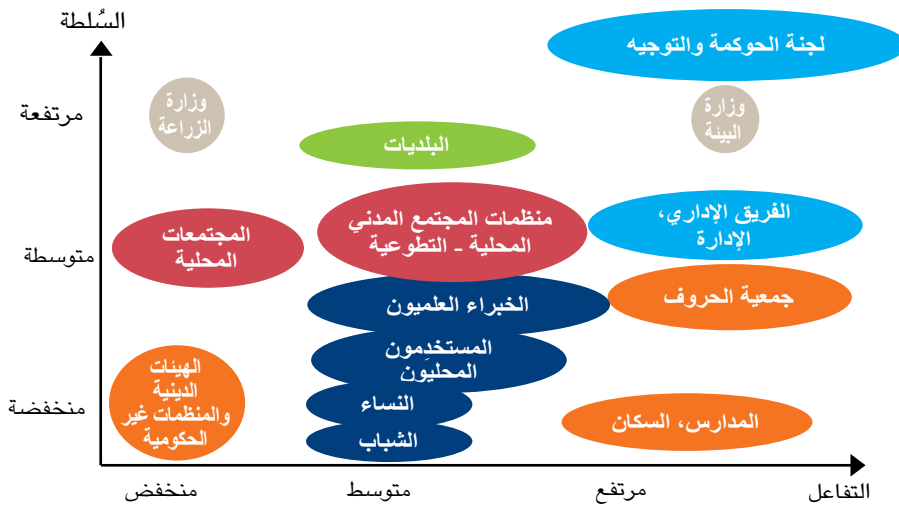 السُلطة
لجنة الحوكمة والتوجيه
مرتفعة
وزارة
الزراعة
وزارة
البيئة
البلديات
منظمات المجتمع المدني
المحلية - التطوعية
الفريق الإداري،
الإدارة
المجتمعات
المحلية
متوسطة
جمعية الحروف
الخبراء العلميون
المستخدِمون
المحليّون
الهيئات
الدينية
والمنظمات غير
الحكومية
النساء
منخفضة
المدارس، السكان
الشباب
منخفض
متوسط
مرتفع
التفاعل